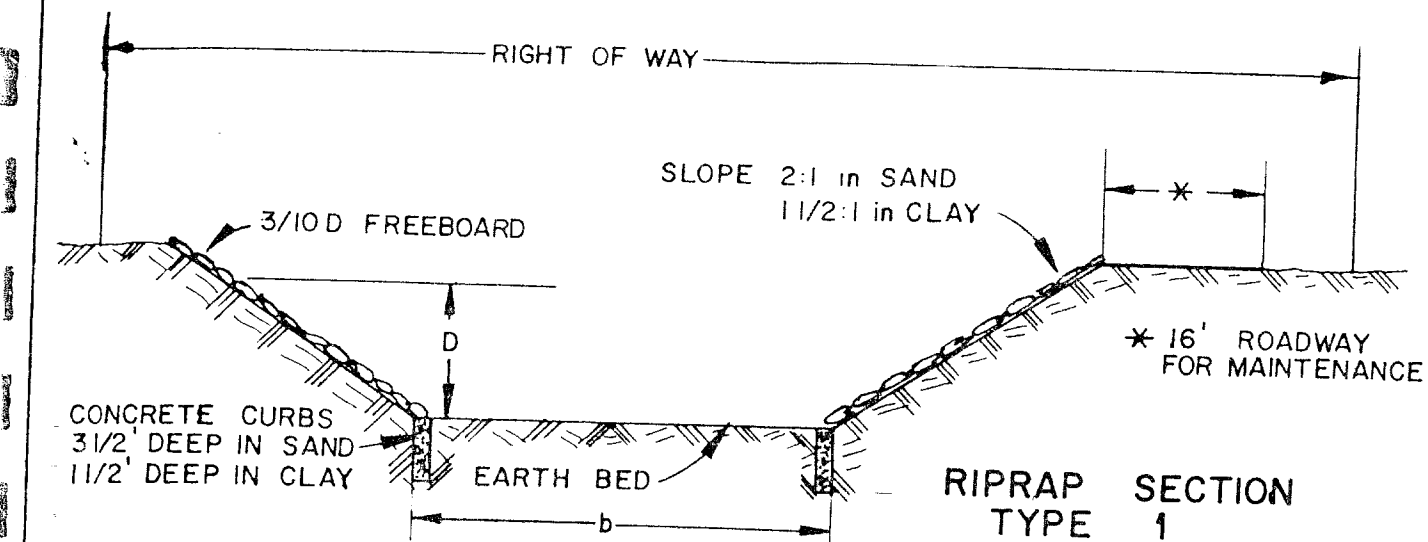 RIGHT OF WAY
SLOPE 2:1 in SAND
1 1/2:1 in CLAY
*
3/10 D FREEBOARD
D
* 16' ROADWAY
FOR MAINTENANCE
CONCRETE CURBS
3 1/2' DEEP IN SAND
1 1/2' DEEP IN CLAY
EARTH BED
b
RIPRAP SECTION
TYPE 1